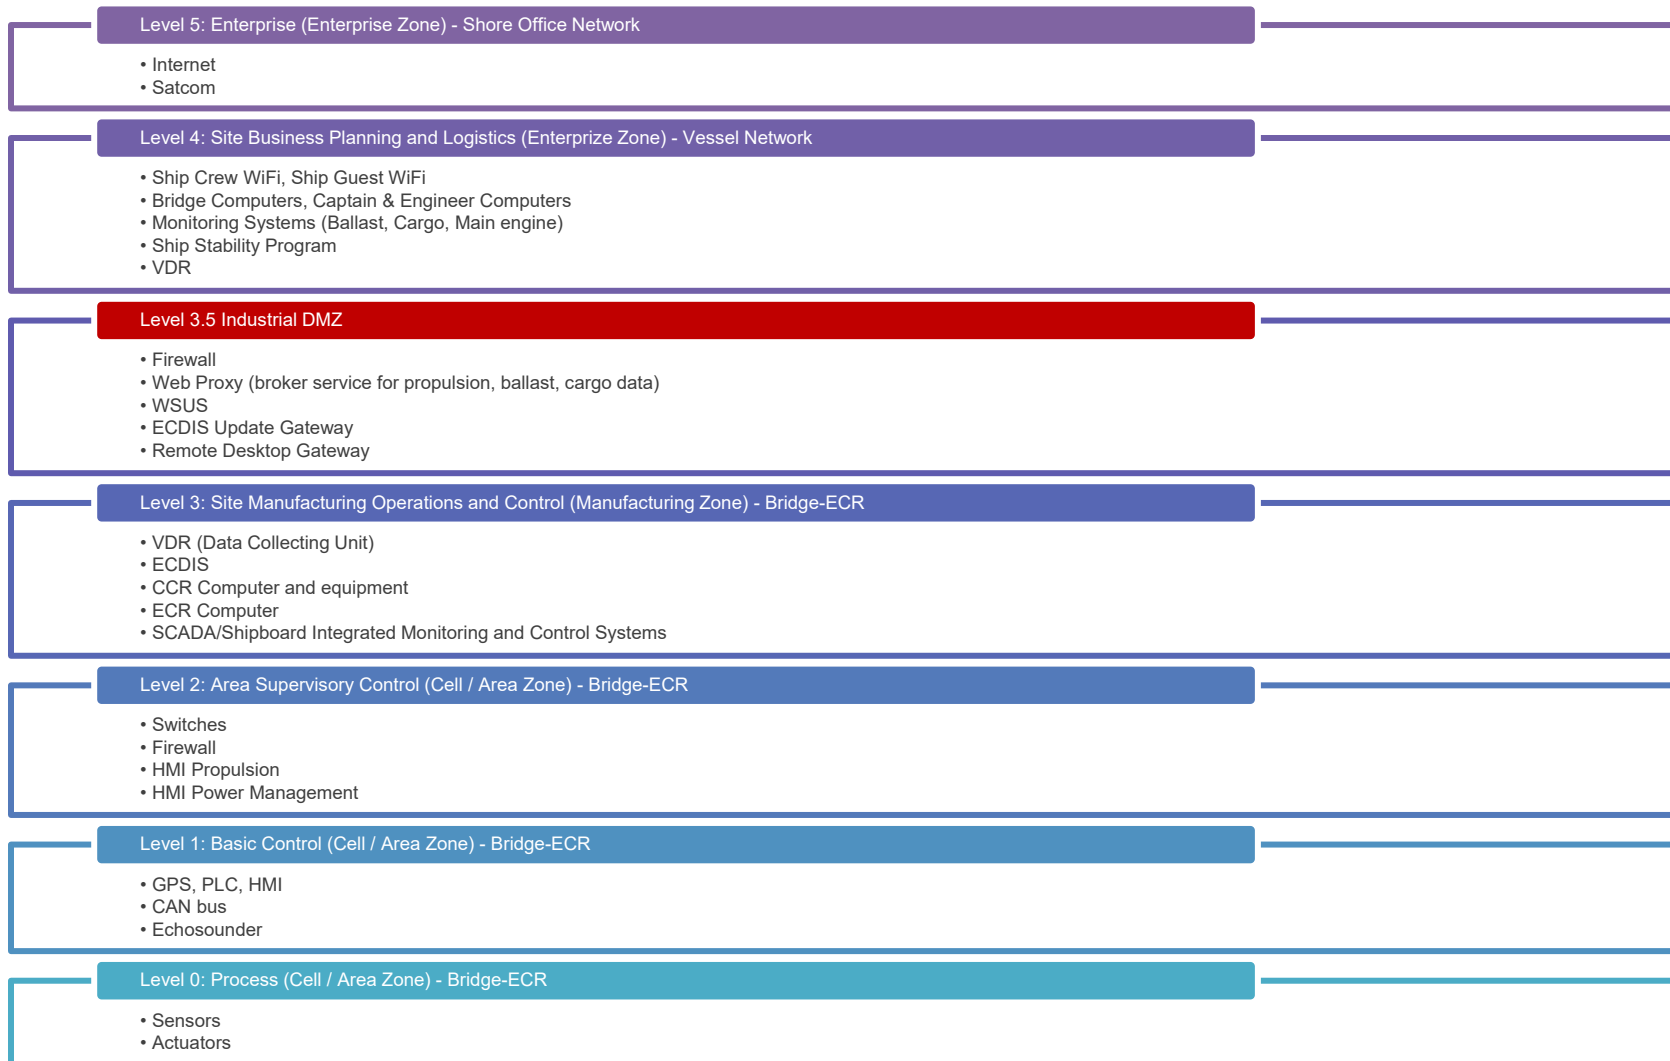 Level 5: Enterprise (Enterprise Zone) - Shore Office Network
• Internet
• Satcom
Level 4: Site Business Planning and Logistics (Enterprize Zone) - Vessel Network
• Ship Crew WiFi, Ship Guest WiFi
• Bridge Computers, Captain & Engineer Computers
• Monitoring Systems (Ballast, Cargo, Main engine)
• Ship Stability Program
• VDR
Level 3.5 Industrial DMZ
• Firewall
• Web Proxy (broker service for propulsion, ballast, cargo data)
• WSUS
• ECDIS Update Gateway
• Remote Desktop Gateway
Level 3: Site Manufacturing Operations and Control (Manufacturing Zone) - Bridge-ECR
• VDR (Data Collecting Unit)
• ECDIS
• CCR Computer and equipment
• ECR Computer
• SCADA/Shipboard Integrated Monitoring and Control Systems
Level 2: Area Supervisory Control (Cell / Area Zone) - Bridge-ECR
• Switches
• Firewall
• HMI Propulsion
• HMI Power Management
Level 1: Basic Control (Cell / Area Zone) - Bridge-ECR
• GPS, PLC, HMI
• CAN bus
• Echosounder
Level 0: Process (Cell / Area Zone) - Bridge-ECR
• Sensors
• Actuators